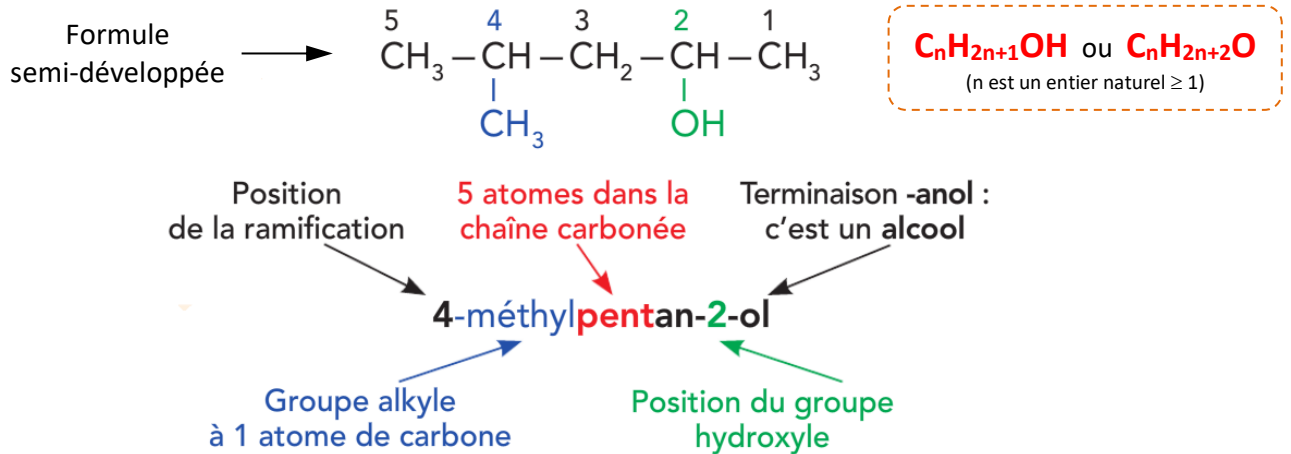 Formule
semi-développée
5 4 3 2 1
CH₃ – CH – CH₂ – CH – CH₃
CH₃ OH
CₙH₂ₙ₊₁OH ou CₙH₂ₙ₊₂O
(n est un entier naturel ≥ 1)
Position
de la ramification
5 atomes dans la
chaîne carbonée
Terminaison -anol :
c'est un alcool
4-méthylpentan-2-ol
Groupe alkyle
à 1 atome de carbone
Position du groupe
hydroxyle